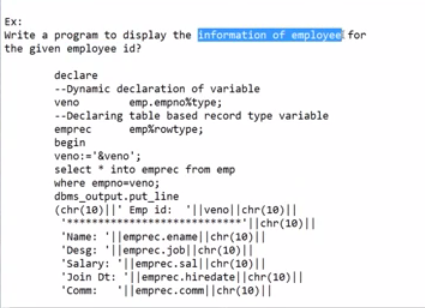 Ex:
Write a program to display the information of employee for
the given employee id?
declare
--Dynamic declaration of variable
veno emp.empno%type;
--Declaring table based record type variable
emprec emp%rowtype;
begin
veno:='&veno';
select * into emprec from emp
where empno=veno;
dbms_output.put_line
(chr(10)||' Emp id: '||veno||chr(10)||
'*******************************'||chr(10)||
'Name: '||emprec.ename||chr(10)||
'Desg: '||emprec.job||chr(10)||
'Salary: '||emprec.sal||chr(10)||
'Join Dt: '||emprec.hiredate||chr(10)||
'Comm: '||emprec.comm||chr(10)||